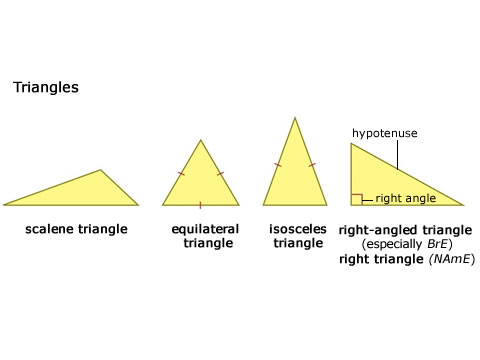 Triangles
hypotenuse
right angle
scalene triangle
equilateral
triangle
isosceles
triangle
right-angled triangle
(especially BrE)
right triangle (NAmE)